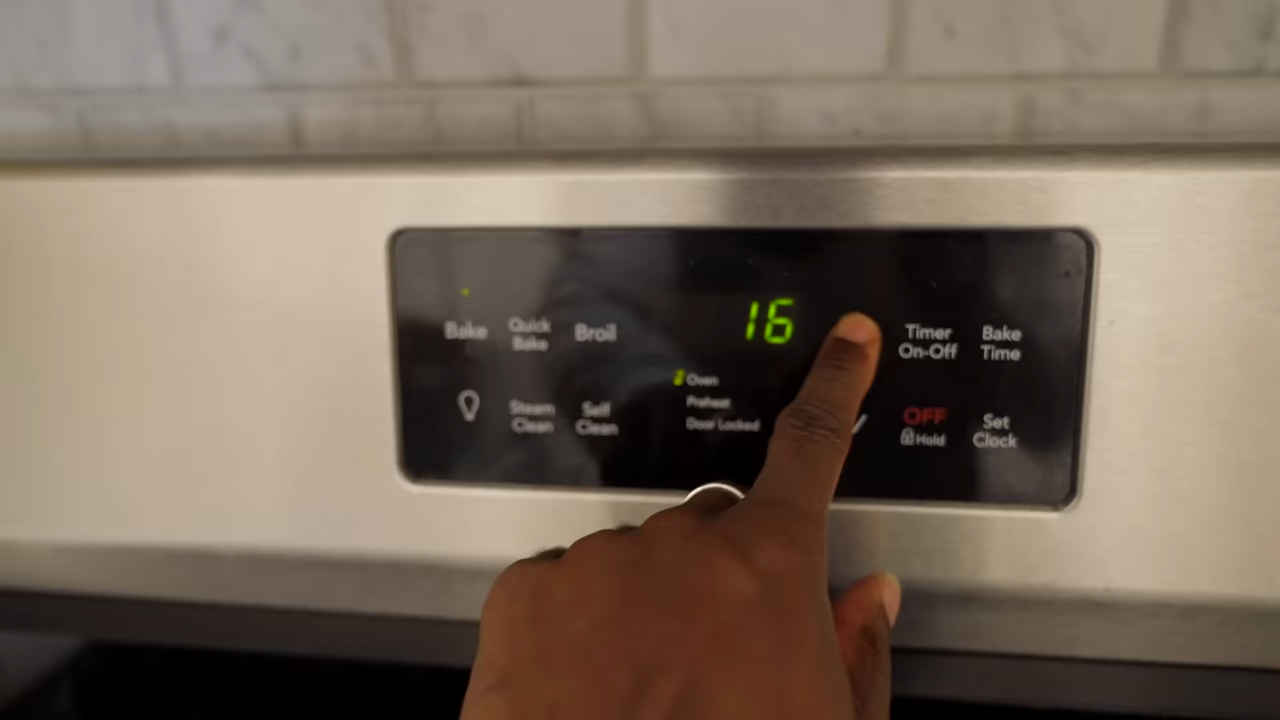 16
Bake
Quick
Bake
Broil
Timer
On-Off
Bake
Time
Oven
Preheat
Door Locked
Steam
Clean
Self
Clean
OFF
Hold
Set
Clock